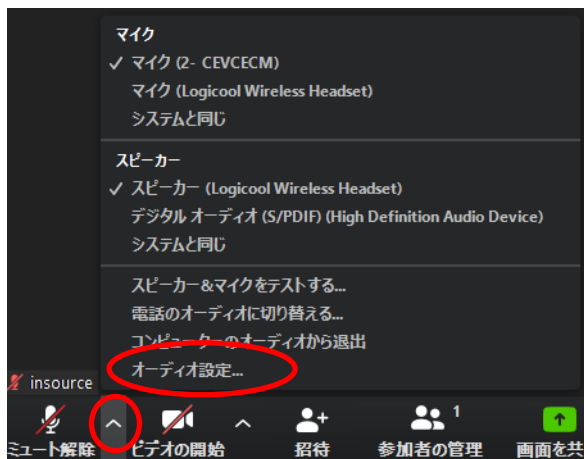 マイク
✓ マイク (2- CEVCECM)
マイク (Logicool Wireless Headset)
システムと同じ
スピーカー
✓ スピーカー (Logicool Wireless Headset)
デジタル オーディオ (S/PDIF) (High Definition Audio Device)
システムと同じ
スピーカー&マイクをテストする...
電話のオーディオに切り替える...
コンピューターのオーディオから退出
オーディオ設定...
insource
1
ミュート解除 ビデオの開始 招待 参加者の管理 画面を共